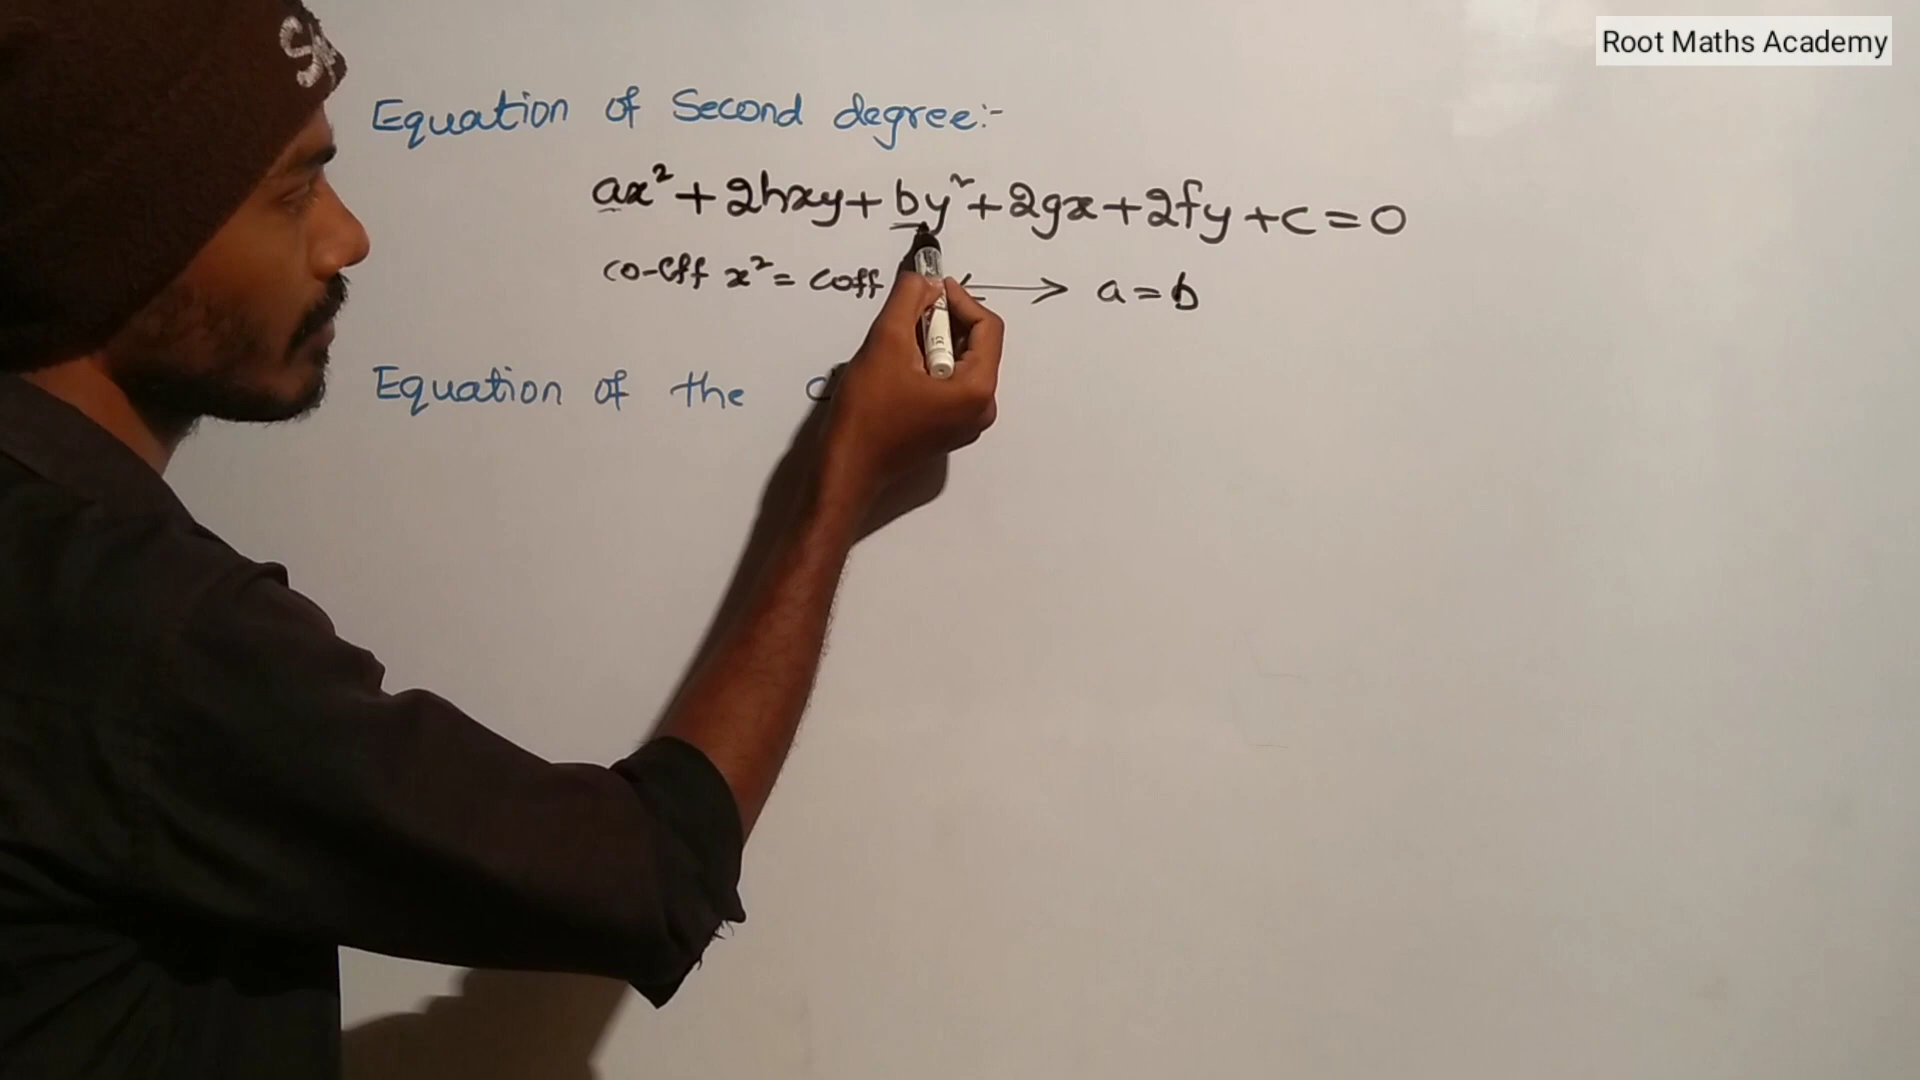 Root Maths Academy
Equation of Second degree:-
ax² + 2hxy + by² + 2gx + 2fy + c = 0
co-eff x² = coff ⟶ a = b
Equation of the